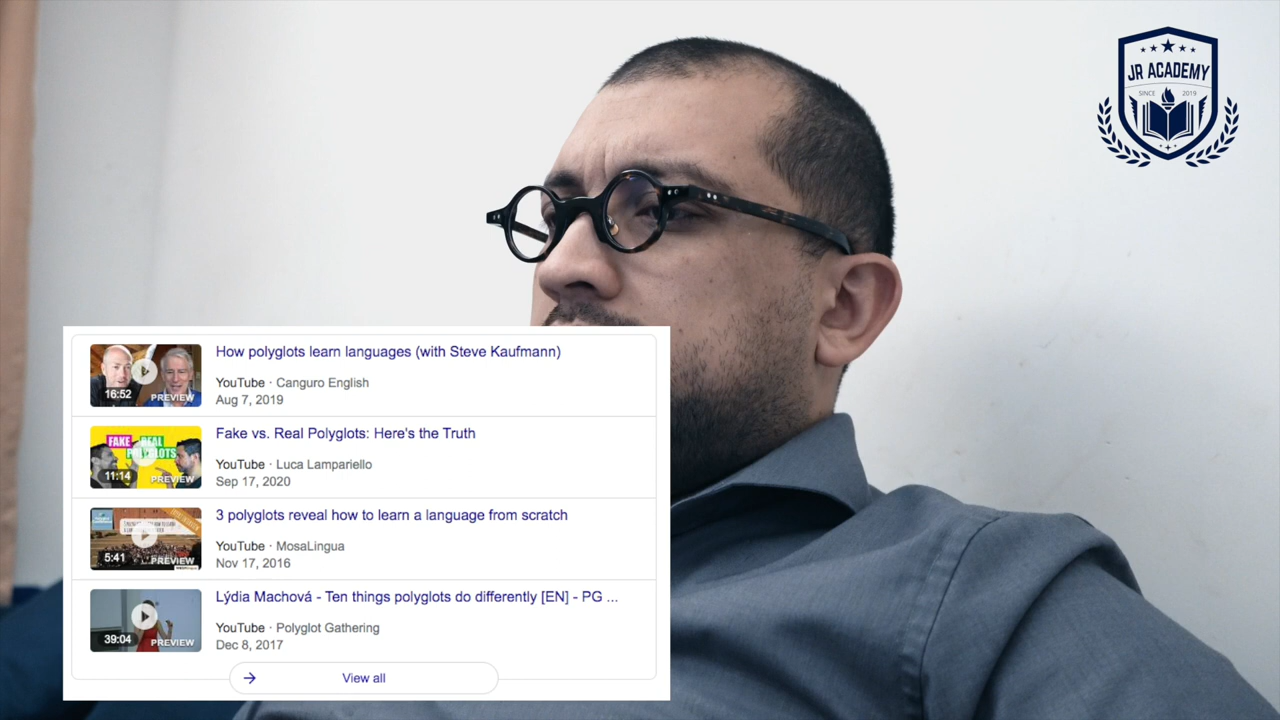 JR ACADEMY
SINCE 2019
How polyglots learn languages (with Steve Kaufmann)
16:52
PREVIEW
YouTube · Canguro English
Aug 7, 2019
Fake vs. Real Polyglots: Here's the Truth
FAKE REAL
POLYGLOTS
11:14
PREVIEW
YouTube · Luca Lampariello
Sep 17, 2020
3 polyglots reveal how to learn a language from scratch
5:41
PREVIEW
YouTube · MosaLingua
Nov 17, 2016
Lýdia Machová - Ten things polyglots do differently [EN] - PG ...
39:04
PREVIEW
YouTube · Polyglot Gathering
Dec 8, 2017
View all